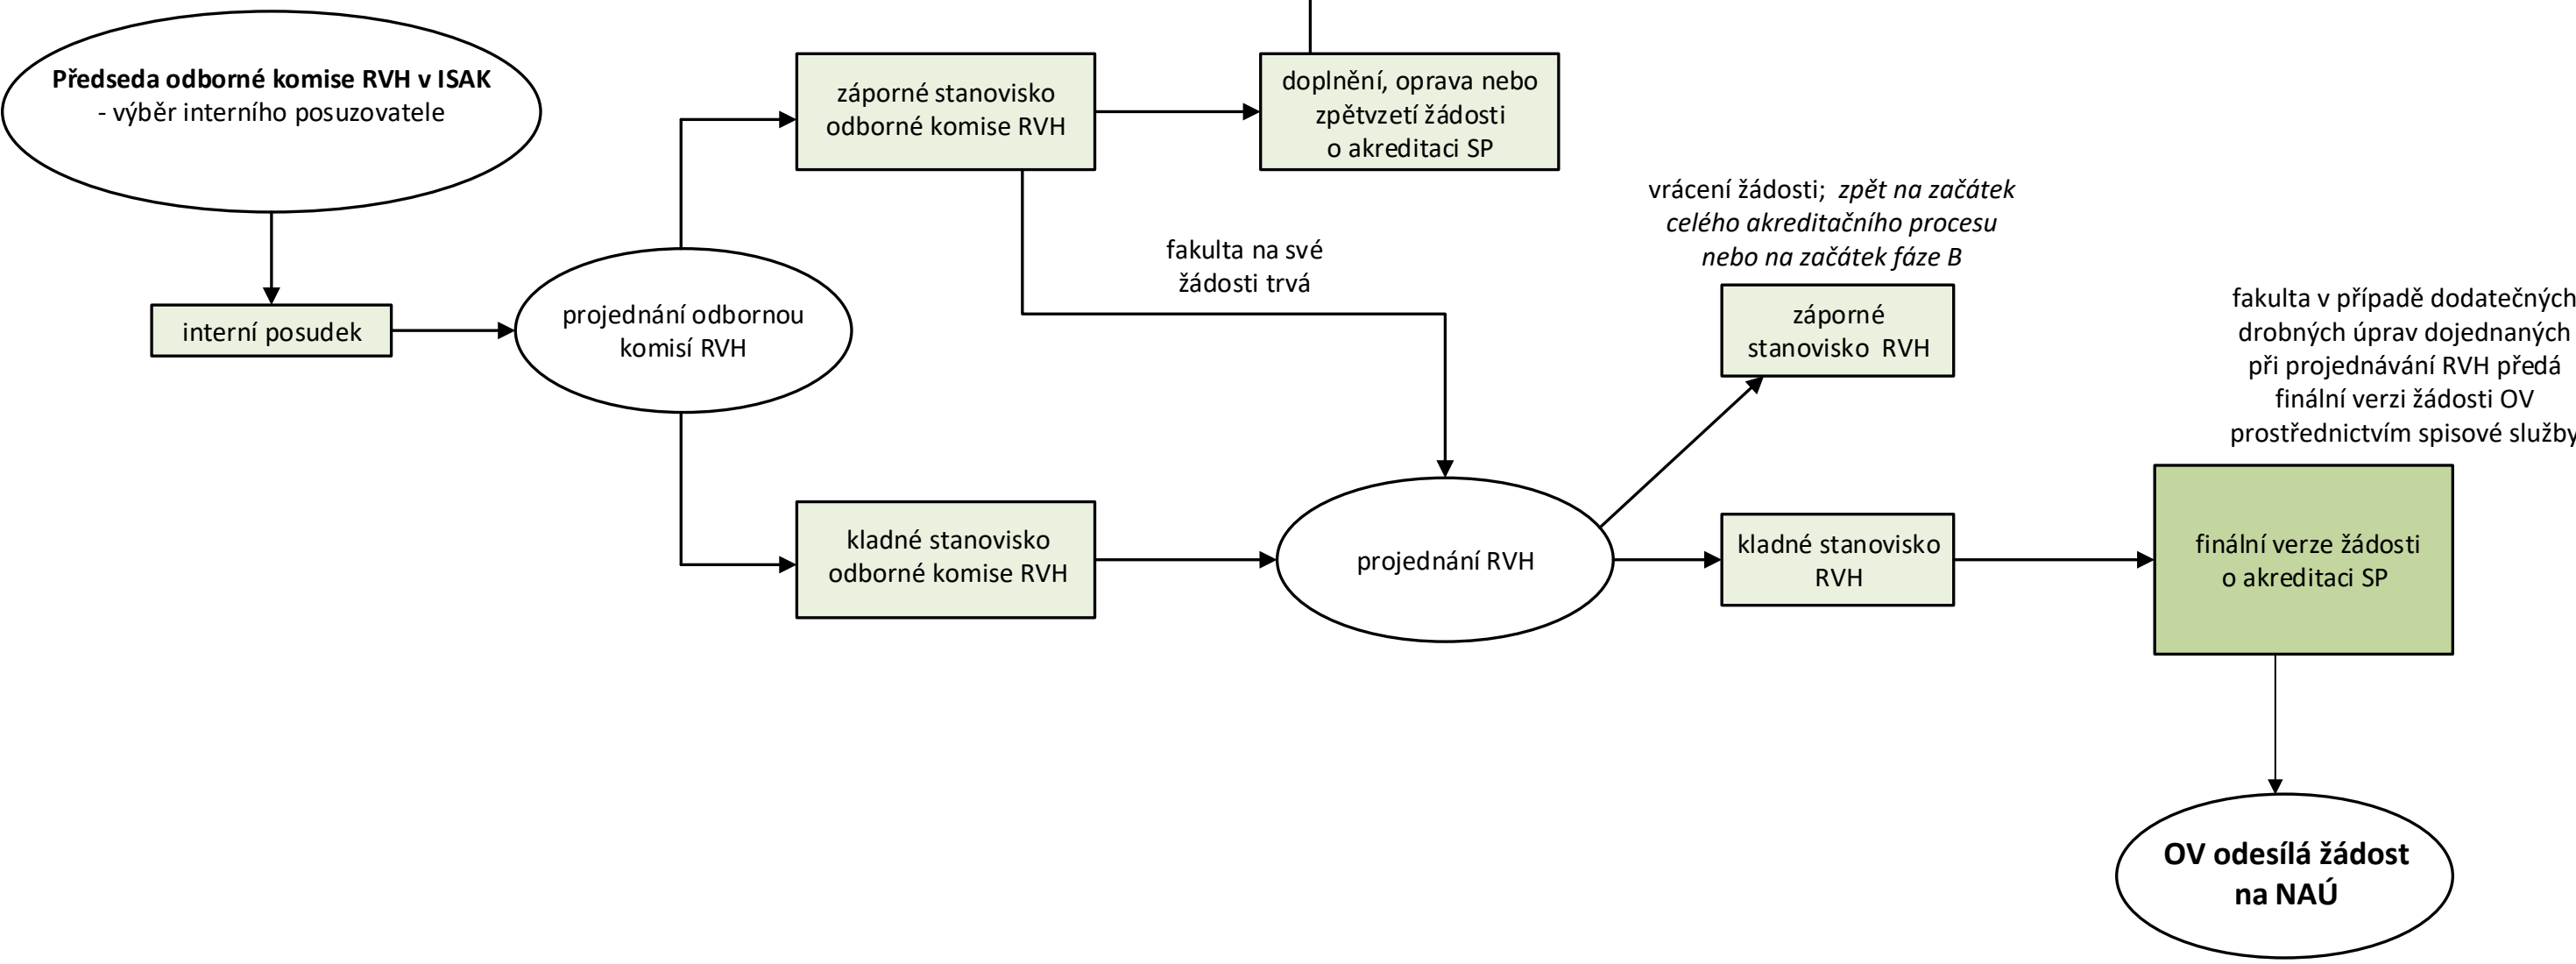 Předseda odborné komise RVH v ISAK
- výběr interního posuzovatele
interní posudek
projednání odbornou
komisí RVH
záporné stanovisko
odborné komise RVH
doplnění, oprava nebo
zpětvzetí žádosti
o akreditaci SP
fakulta na své
žádosti trvá
kladné stanovisko
odborné komise RVH
projednání RVH
vrácení žádosti; zpět na začátek
celého akreditačního procesu
nebo na začátek fáze B
záporné
stanovisko RVH
kladné stanovisko
RVH
fakulta v případě dodatečných
drobných úprav dojednaných
při projednávání RVH předá
finální verzi žádosti OV
prostřednictvím spisové služby
finální verze žádosti
o akreditaci SP
OV odesílá žádost
na NAÚ